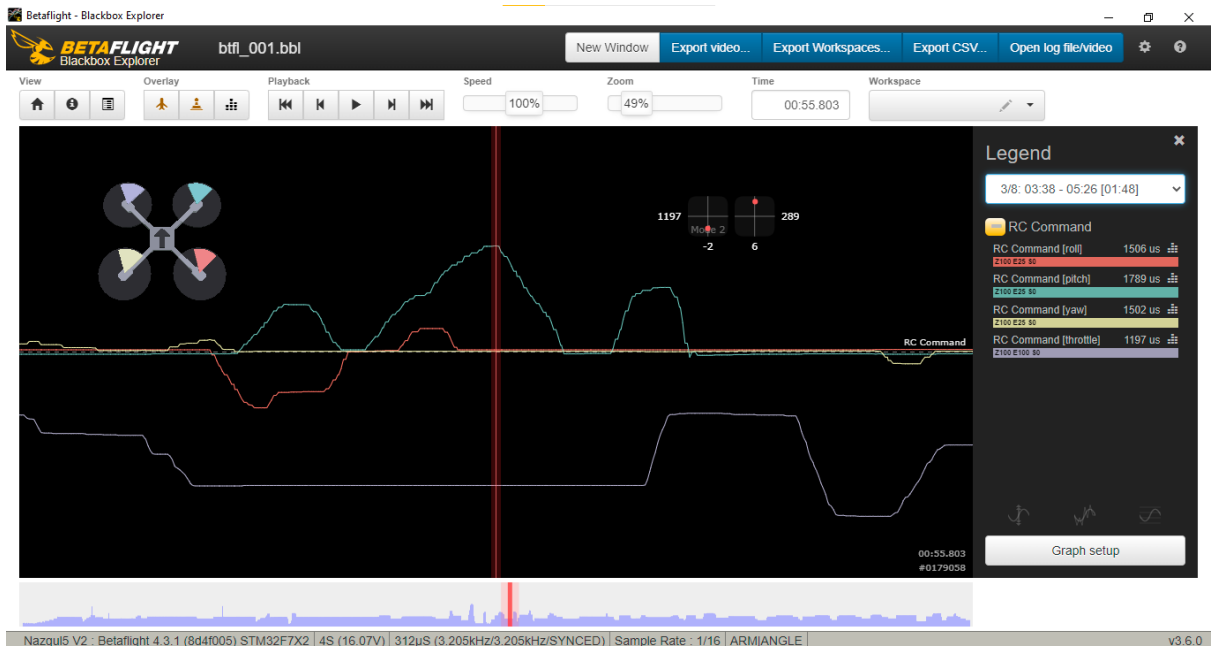 Betaflight - Blackbox Explorer
BETAFLIGHT
Blackbox Explorer
btfl_001.bbl
New Window
Export video...
Export Workspaces...
Export CSV...
Open log file/video
View
Overlay
Playback
Speed
Zoom
Time
Workspace
100%
49%
00:55.803
Legend
3/8: 03:38 - 05:26 [01:48]
1197
Mode 2
289
-2
6
RC Command
RC Command [roll] 1506 us
Z100 E25 S0
RC Command [pitch] 1789 us
Z100 E25 S0
RC Command [yaw] 1502 us
Z100 E25 S0
RC Command
RC Command [throttle] 1197 us
Z100 E100 S0
00:55.803
#0179058
Graph setup
Nazgul5 V2 : Betaflight 4.3.1 (8d4f005) STM32F7X2 4S (16.07V) 312µS (3.205kHz/3.205kHz/SYNCED) Sample Rate : 1/16 ARM|ANGLE v3.6.0